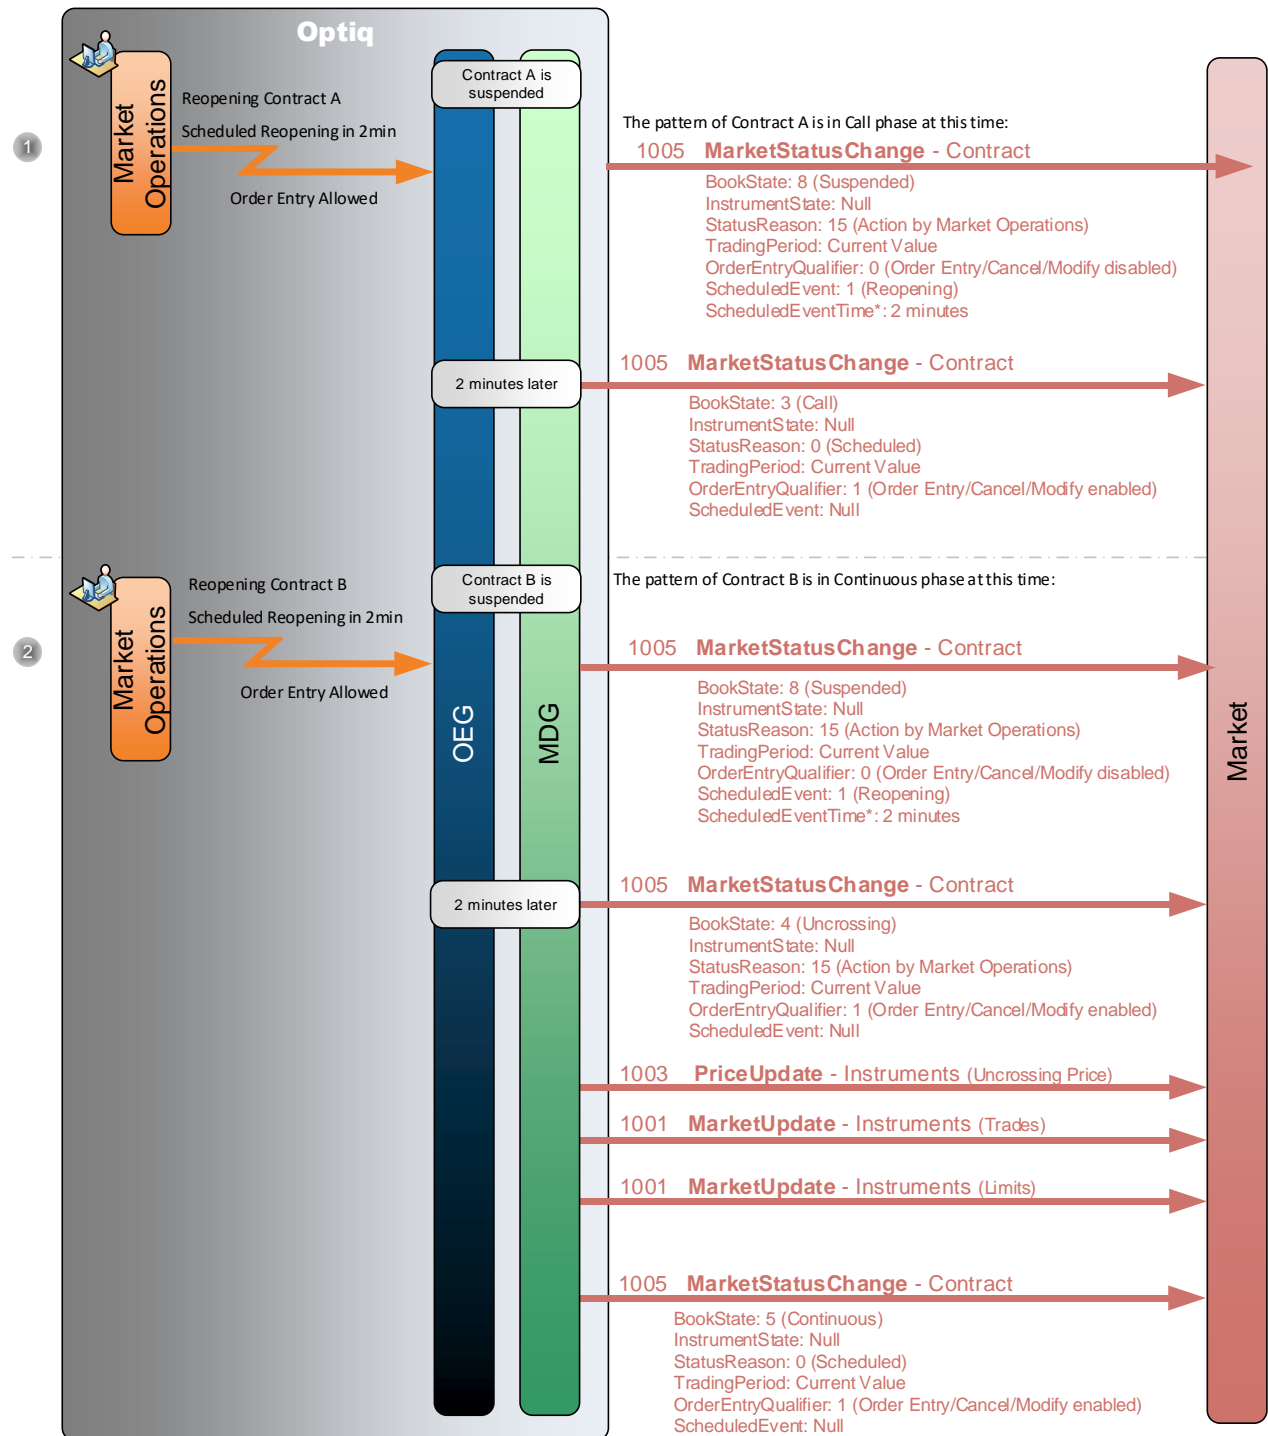 Optiq
Contract A is
suspended
Market
Operations
Reopening Contract A
Scheduled Reopening in 2min
Order Entry Allowed
1
The pattern of Contract A is in Call phase at this time:
1005 MarketStatusChange - Contract
BookState: 8 (Suspended)
InstrumentState: Null
StatusReason: 15 (Action by Market Operations)
TradingPeriod: Current Value
OrderEntryQualifier: 0 (Order Entry/Cancel/Modify disabled)
ScheduledEvent: 1 (Reopening)
ScheduledEventTime*: 2 minutes
2 minutes later
1005 MarketStatusChange - Contract
BookState: 3 (Call)
InstrumentState: Null
StatusReason: 0 (Scheduled)
TradingPeriod: Current Value
OrderEntryQualifier: 1 (Order Entry/Cancel/Modify enabled)
ScheduledEvent: Null
Market
Operations
Reopening Contract B
Scheduled Reopening in 2min
Order Entry Allowed
2
Contract B is
suspended
The pattern of Contract B is in Continuous phase at this time:
1005 MarketStatusChange - Contract
BookState: 8 (Suspended)
InstrumentState: Null
StatusReason: 15 (Action by Market Operations)
TradingPeriod: Current Value
OrderEntryQualifier: 0 (Order Entry/Cancel/Modify disabled)
ScheduledEvent: 1 (Reopening)
ScheduledEventTime*: 2 minutes
OEG
MDG
Market
2 minutes later
1005 MarketStatusChange - Contract
BookState: 4 (Uncrossing)
InstrumentState: Null
StatusReason: 15 (Action by Market Operations)
TradingPeriod: Current Value
OrderEntryQualifier: 1 (Order Entry/Cancel/Modify enabled)
ScheduledEvent: Null
1003 PriceUpdate - Instruments (Uncrossing Price)
1001 MarketUpdate - Instruments (Trades)
1001 MarketUpdate - Instruments (Limits)
1005 MarketStatusChange - Contract
BookState: 5 (Continuous)
InstrumentState: Null
StatusReason: 0 (Scheduled)
TradingPeriod: Current Value
OrderEntryQualifier: 1 (Order Entry/Cancel/Modify enabled)
ScheduledEvent: Null